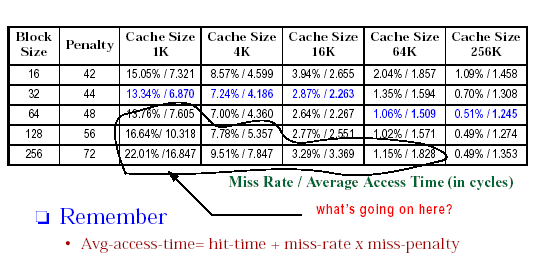 Block Size Penalty Cache Size 1K Cache Size 4K Cache Size 16K Cache Size 64K Cache Size 256K
16 42 15.05% / 7.321 8.57% / 4.599 3.94% / 2.655 2.04% / 1.857 1.09% / 1.458
32 44 13.34% / 6.870 7.24% / 4.186 2.87% / 2.263 1.35% / 1.594 0.70% / 1.308
64 48 13.76% / 7.605 7.00% / 4.360 2.64% / 2.267 1.06% / 1.509 0.51% / 1.245
128 56 16.64%/ 10.318 7.78% / 5.357 2.77% / 2.551 1.02% / 1.571 0.49% / 1.274
256 72 22.01% /16.847 9.51% / 7.847 3.29% / 3.369 1.15% / 1.828 0.49% / 1.353
Miss Rate / Average Access Time (in cycles)
what's going on here?
Remember
• Avg-access-time= hit-time + miss-rate x miss-penalty